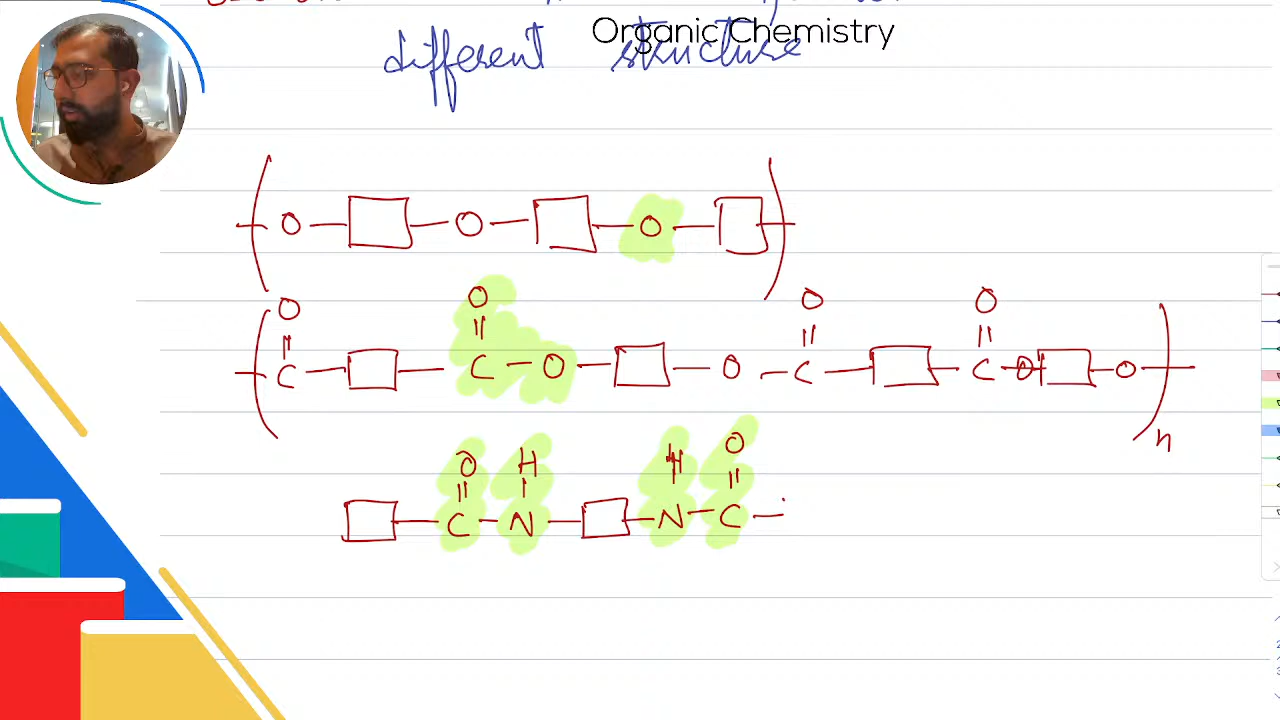 Organic Chemistry
different structure
O O O
O O O O
C C O O C C O O
n
O H H O
C N N C